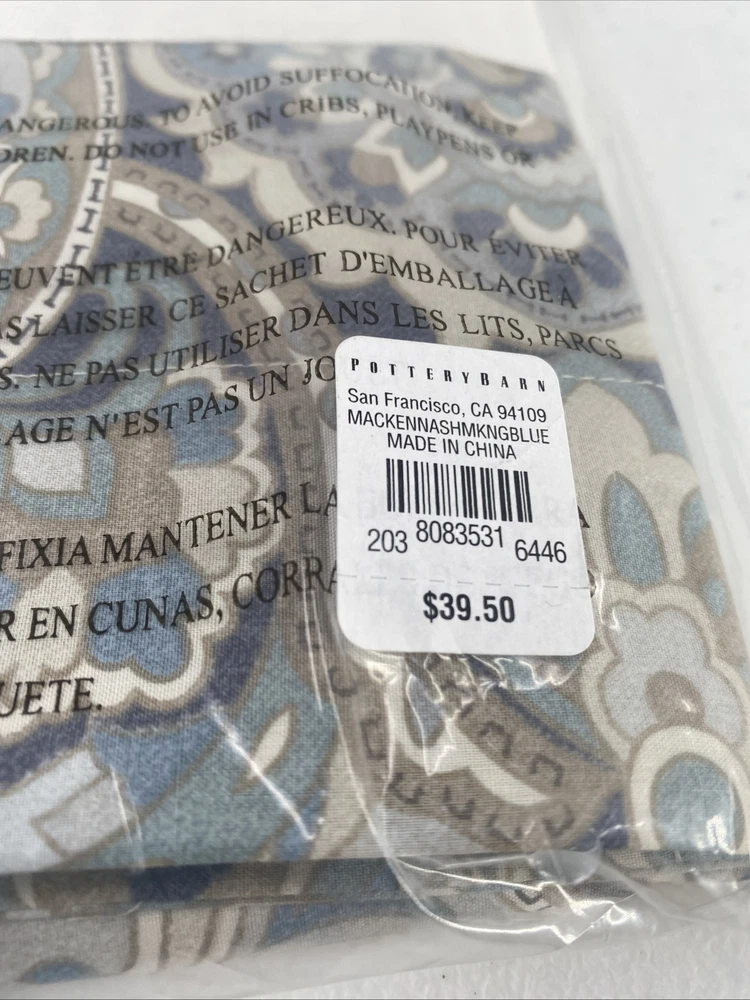 ANGEROUS. TO AVOID SUFFOCATION, KEEP
DREN. DO NOT USE IN CRIBS, PLAYPENS OR
EUVENT ÊTRE DANGEREUX. POUR ÉVITER
LAISSER CE SACHET D'EMBALLAGE À
S. NE PAS UTILISER DANS LES LITS, PARCS
AGE N'EST PAS UN JO
FIXIA MANTENER LA
R EN CUNAS, CORRA
UETE.
POTTERYBARN
San Francisco, CA 94109
MACKENNASHMKNGBLUE
MADE IN CHINA
203 8083531 6446
$39.50